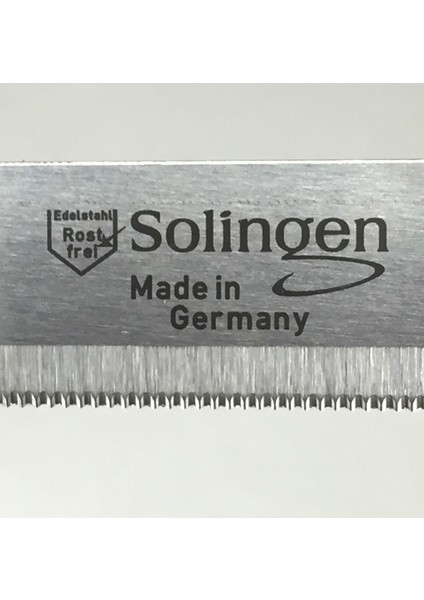 Edelstahl
Rost
frei
Solingen
Made in
Germany